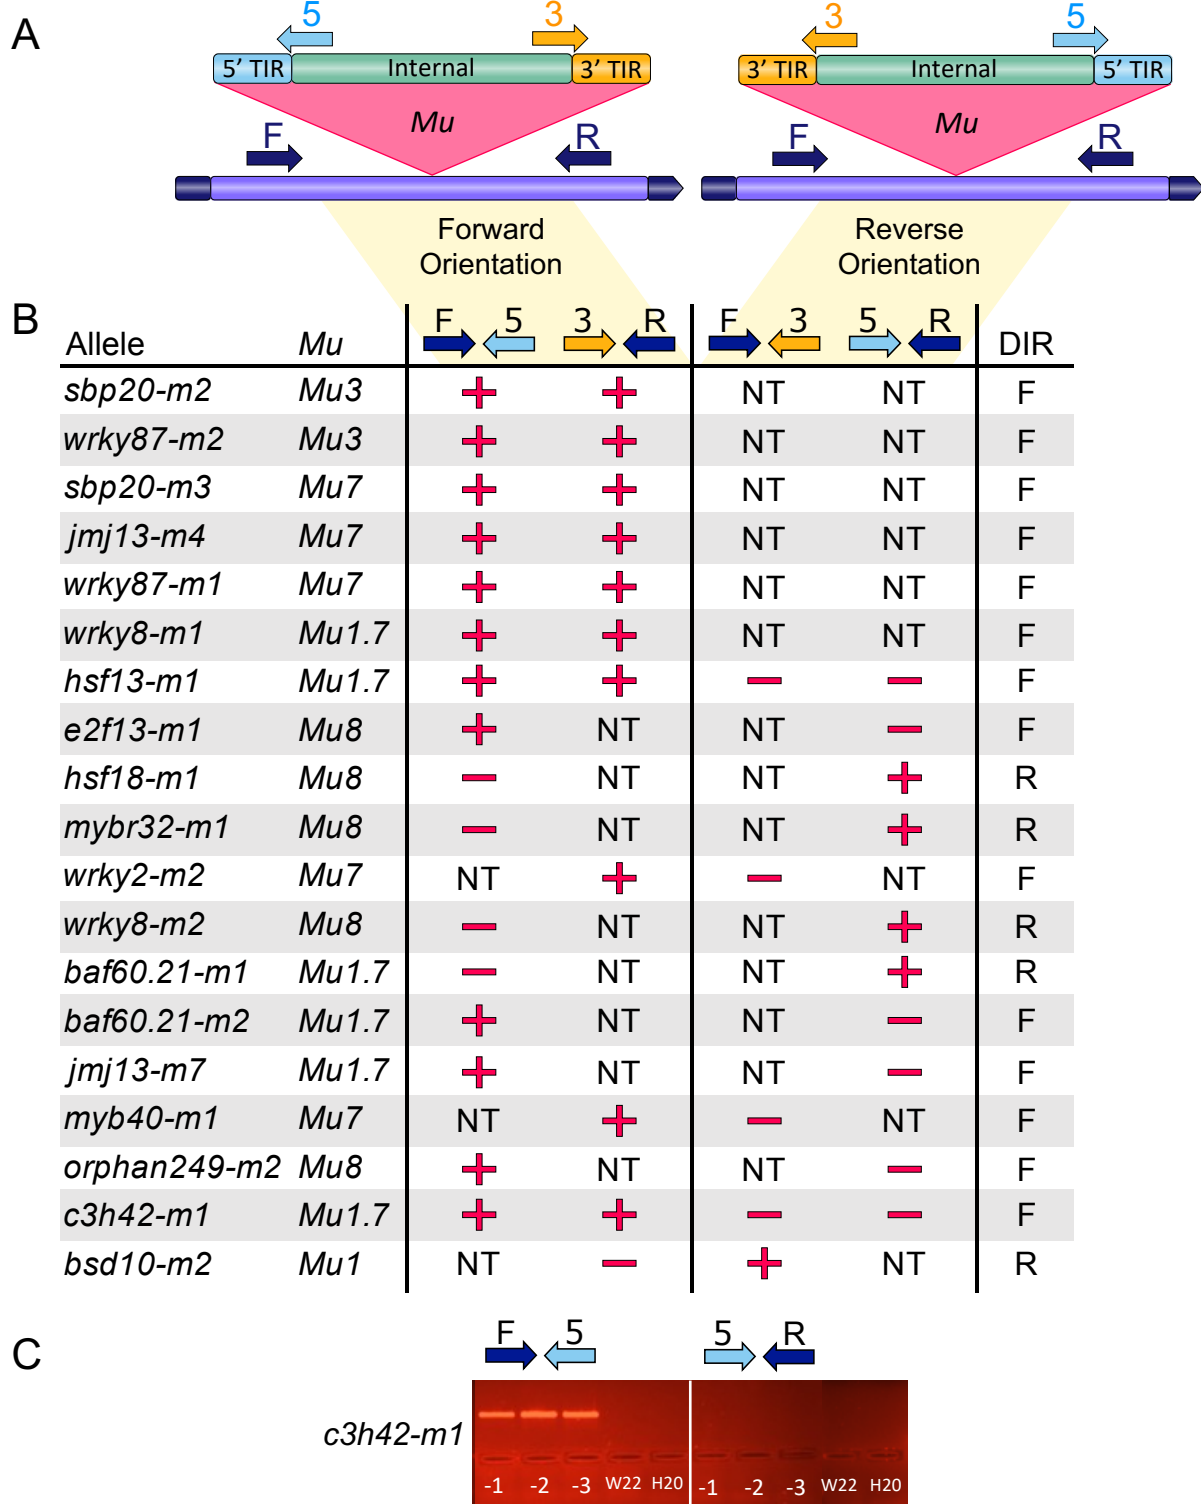 A
5 3 3 5
5’ TIR Internal 3’ TIR 3’ TIR Internal 5’ TIR
Mu Mu
F R F R
Forward Reverse
Orientation Orientation
B
F 5 3 R F 3 5 R
Allele Mu DIR
sbp20-m2 Mu3 + + NT NT F
wrky87-m2 Mu3 + + NT NT F
sbp20-m3 Mu7 + + NT NT F
jmj13-m4 Mu7 + + NT NT F
wrky87-m1 Mu7 + + NT NT F
wrky8-m1 Mu1.7 + + NT NT F
hsf13-m1 Mu1.7 + + − − F
e2f13-m1 Mu8 + NT NT − F
hsf18-m1 Mu8 − NT NT + R
mybr32-m1 Mu8 − NT NT + R
wrky2-m2 Mu7 NT + − NT F
wrky8-m2 Mu8 − NT NT + R
baf60.21-m1 Mu1.7 − NT NT + R
baf60.21-m2 Mu1.7 + NT NT − F
jmj13-m7 Mu1.7 + NT NT − F
myb40-m1 Mu7 NT + − NT F
orphan249-m2 Mu8 + NT NT − F
c3h42-m1 Mu1.7 + + − − F
bsd10-m2 Mu1 NT − + NT R
C
F 5 5 R
c3h42-m1
-1 -2 -3 W22 H20 -1 -2 -3 W22 H20